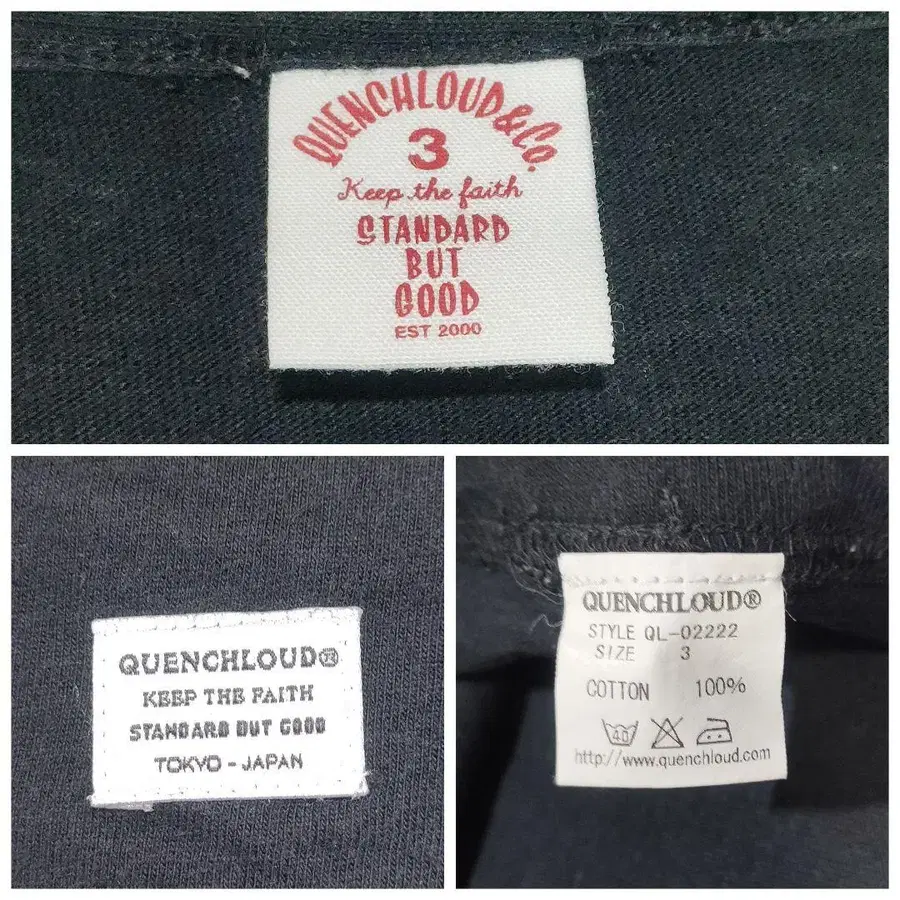 QUENCHLOUD&CO.
3
Keep the faith
STANDARD
BUT
GOOD
EST 2000
QUENCHLOUD®
KEEP THE FAITH
STANDARD BUT GOOD
TOKYO - JAPAN
QUENCHLOUD®
STYLE QL-02222
SIZE 3
COTTON 100%
40
http://www.quenchloud.com